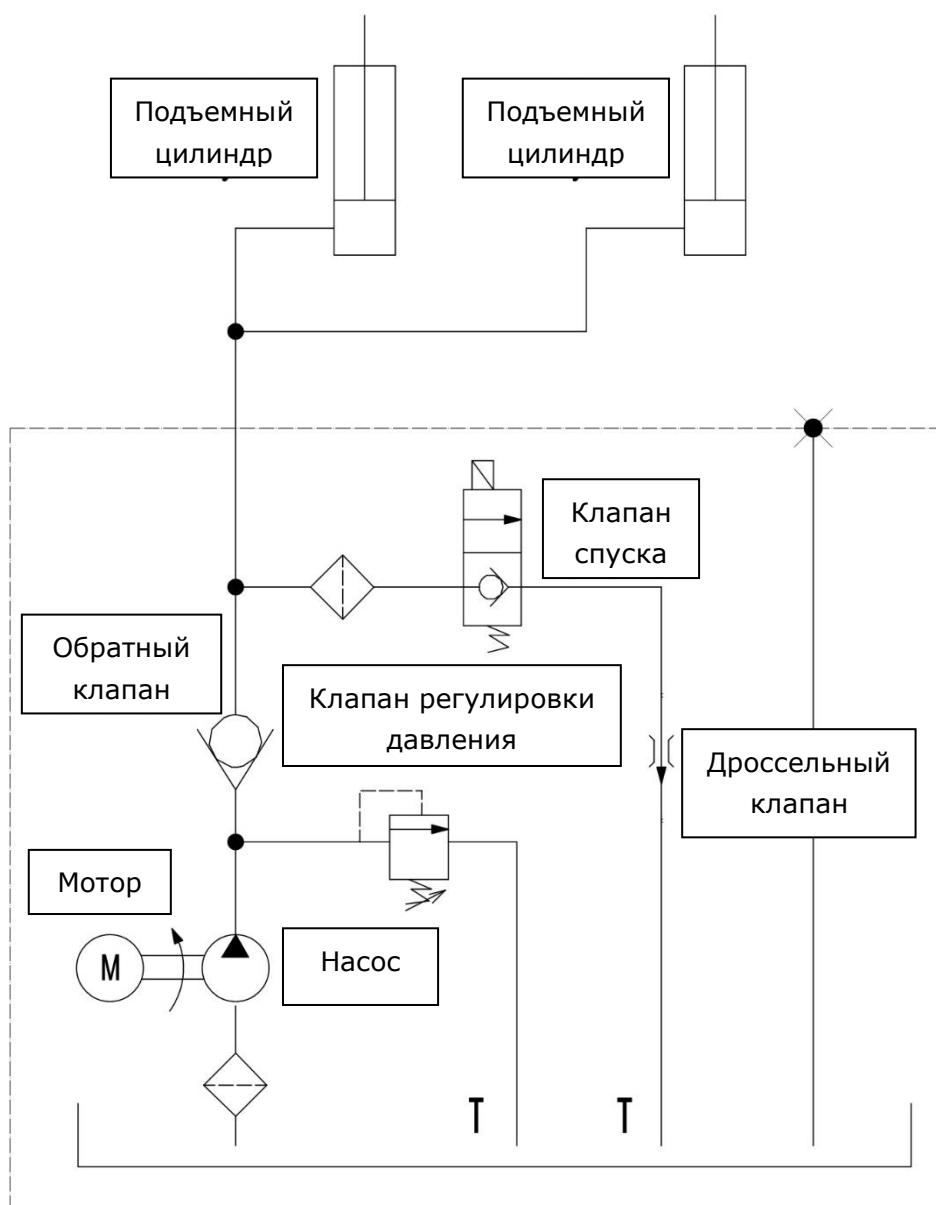 Подъемный
цилиндр
Подъемный
цилиндр
Клапан
спуска
Обратный
клапан
Клапан регулировки
давления
Дроссельный
клапан
Мотор
M
Насос
T
T